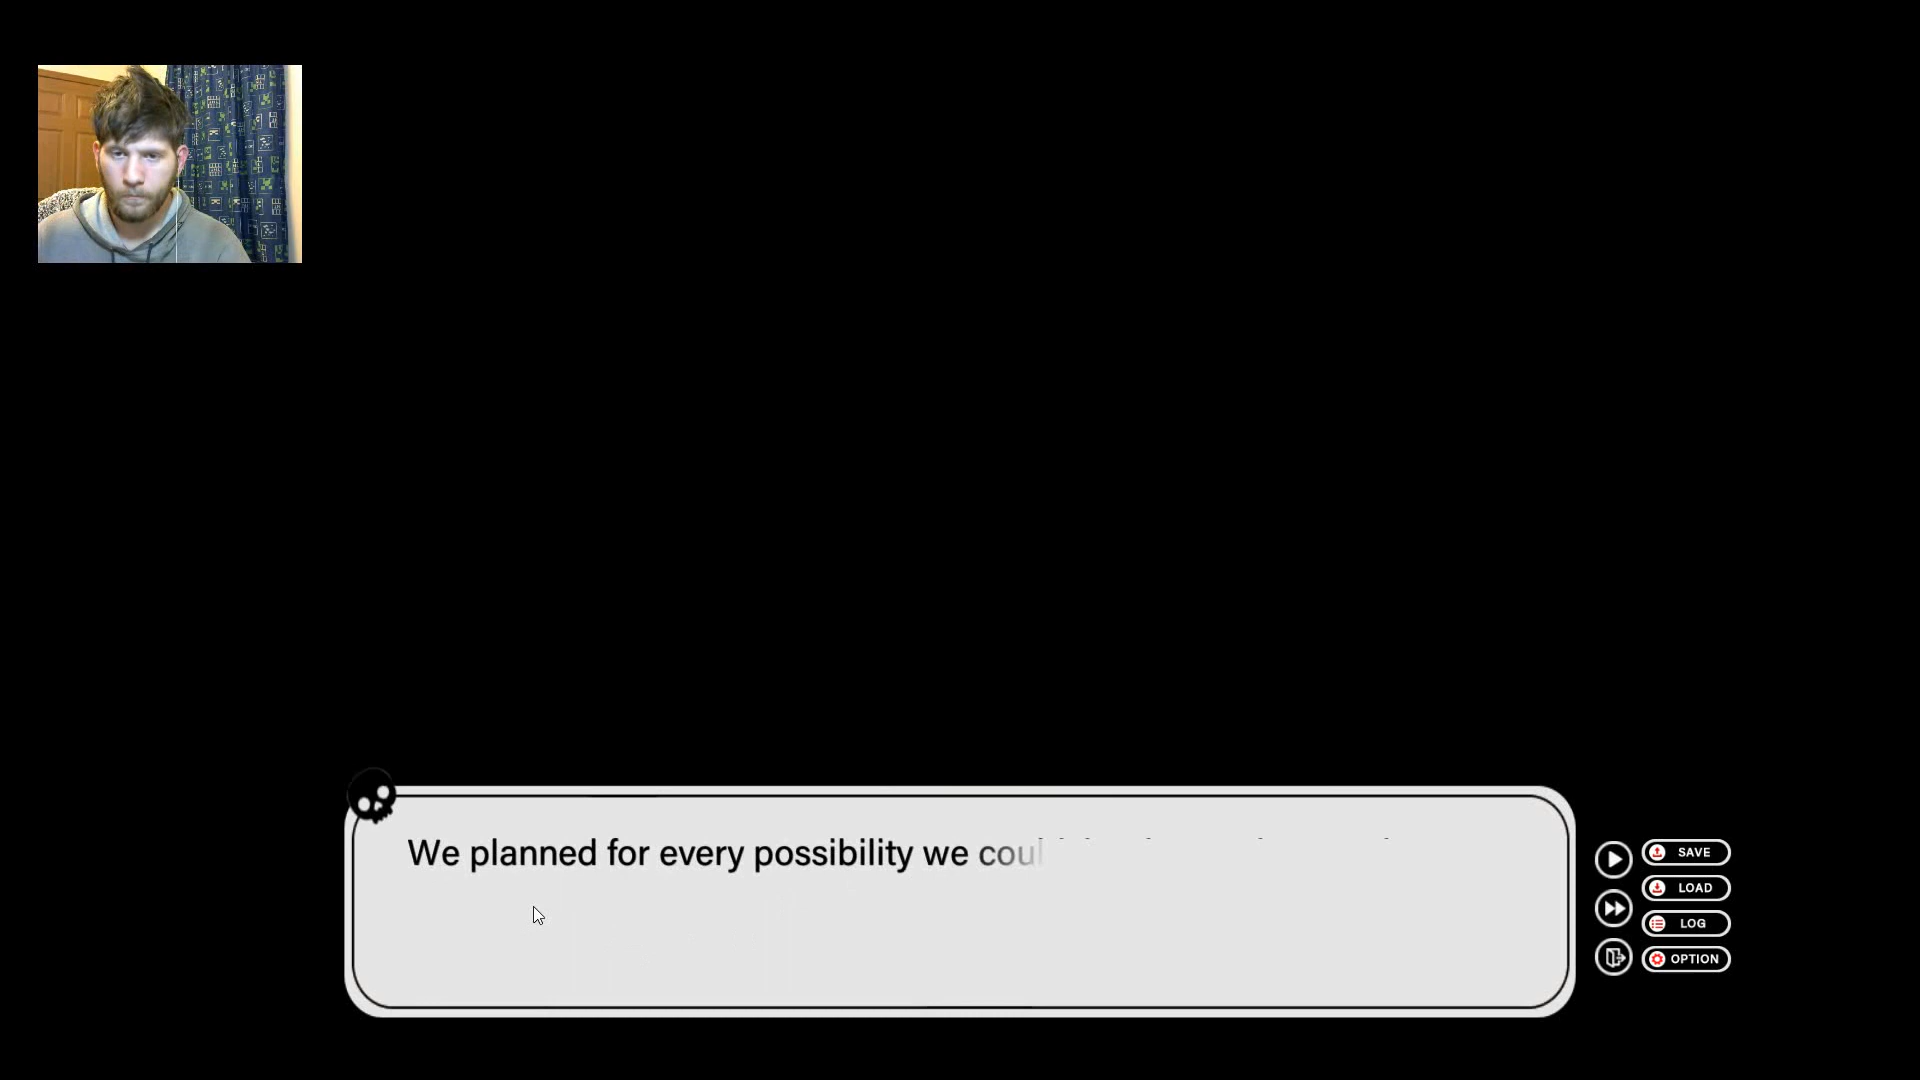 We planned for every possibility we coul
SAVE
LOAD
LOG
OPTION